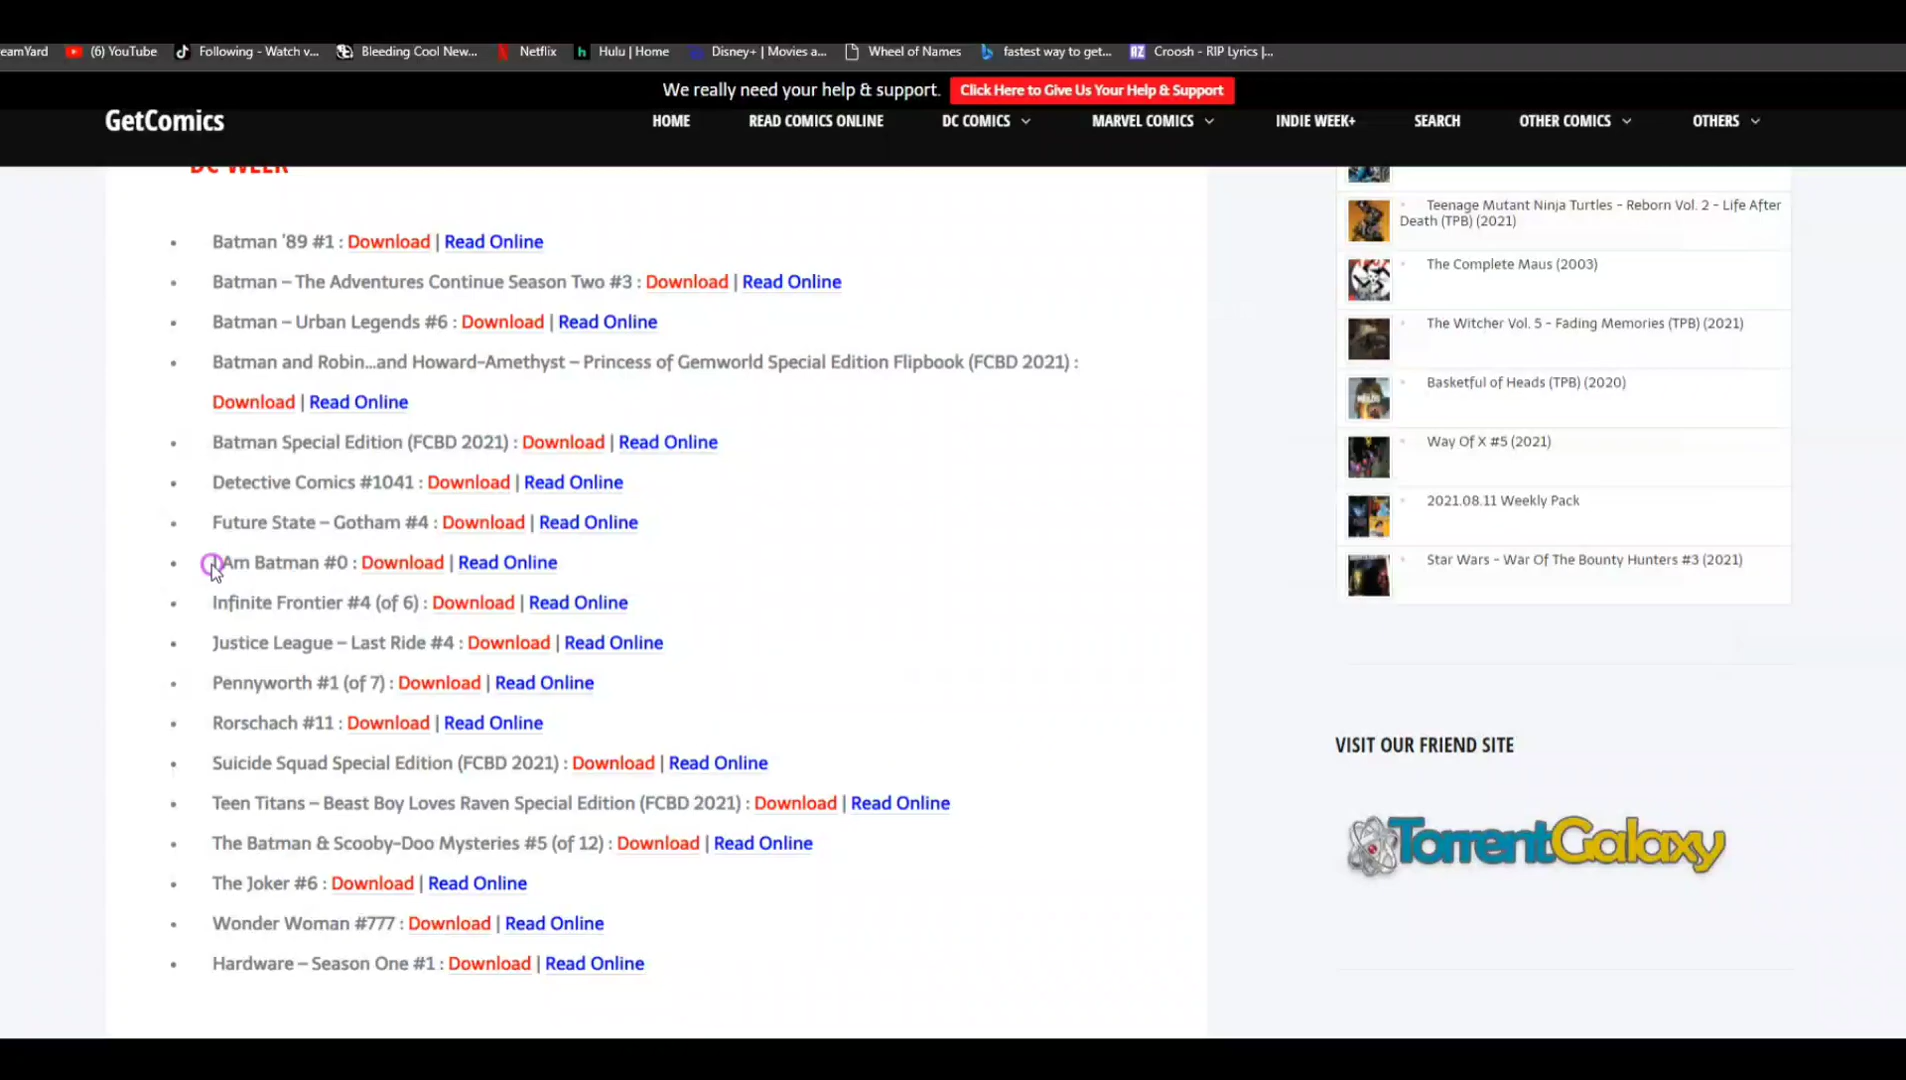 eamYard (6) YouTube Following - Watch v... Bleeding Cool New... Netflix Hulu | Home Disney+ | Movies a... Wheel of Names fastest way to get... AZ Croosh - RIP Lyrics |...
We really need your help & support. Click Here to Give Us Your Help & Support
GetComics HOME READ COMICS ONLINE DC COMICS MARVEL COMICS INDIE WEEK+ SEARCH OTHER COMICS OTHERS
DC WEEK
Batman '89 #1 : Download | Read Online
Batman – The Adventures Continue Season Two #3 : Download | Read Online
Batman – Urban Legends #6 : Download | Read Online
Batman and Robin...and Howard-Amethyst – Princess of Gemworld Special Edition Flipbook (FCBD 2021) :
Download | Read Online
Batman Special Edition (FCBD 2021) : Download | Read Online
Detective Comics #1041 : Download | Read Online
Future State – Gotham #4 : Download | Read Online
I Am Batman #0 : Download | Read Online
Infinite Frontier #4 (of 6) : Download | Read Online
Justice League – Last Ride #4 : Download | Read Online
Pennyworth #1 (of 7) : Download | Read Online
Rorschach #11 : Download | Read Online
Suicide Squad Special Edition (FCBD 2021) : Download | Read Online
Teen Titans – Beast Boy Loves Raven Special Edition (FCBD 2021) : Download | Read Online
The Batman & Scooby-Doo Mysteries #5 (of 12) : Download | Read Online
The Joker #6 : Download | Read Online
Wonder Woman #777 : Download | Read Online
Hardware – Season One #1 : Download | Read Online
Teenage Mutant Ninja Turtles - Reborn Vol. 2 - Life After
Death (TPB) (2021)
The Complete Maus (2003)
The Witcher Vol. 5 - Fading Memories (TPB) (2021)
Basketful of Heads (TPB) (2020)
Way Of X #5 (2021)
2021.08.11 Weekly Pack
Star Wars - War Of The Bounty Hunters #3 (2021)
VISIT OUR FRIEND SITE
TorrentGalaxy